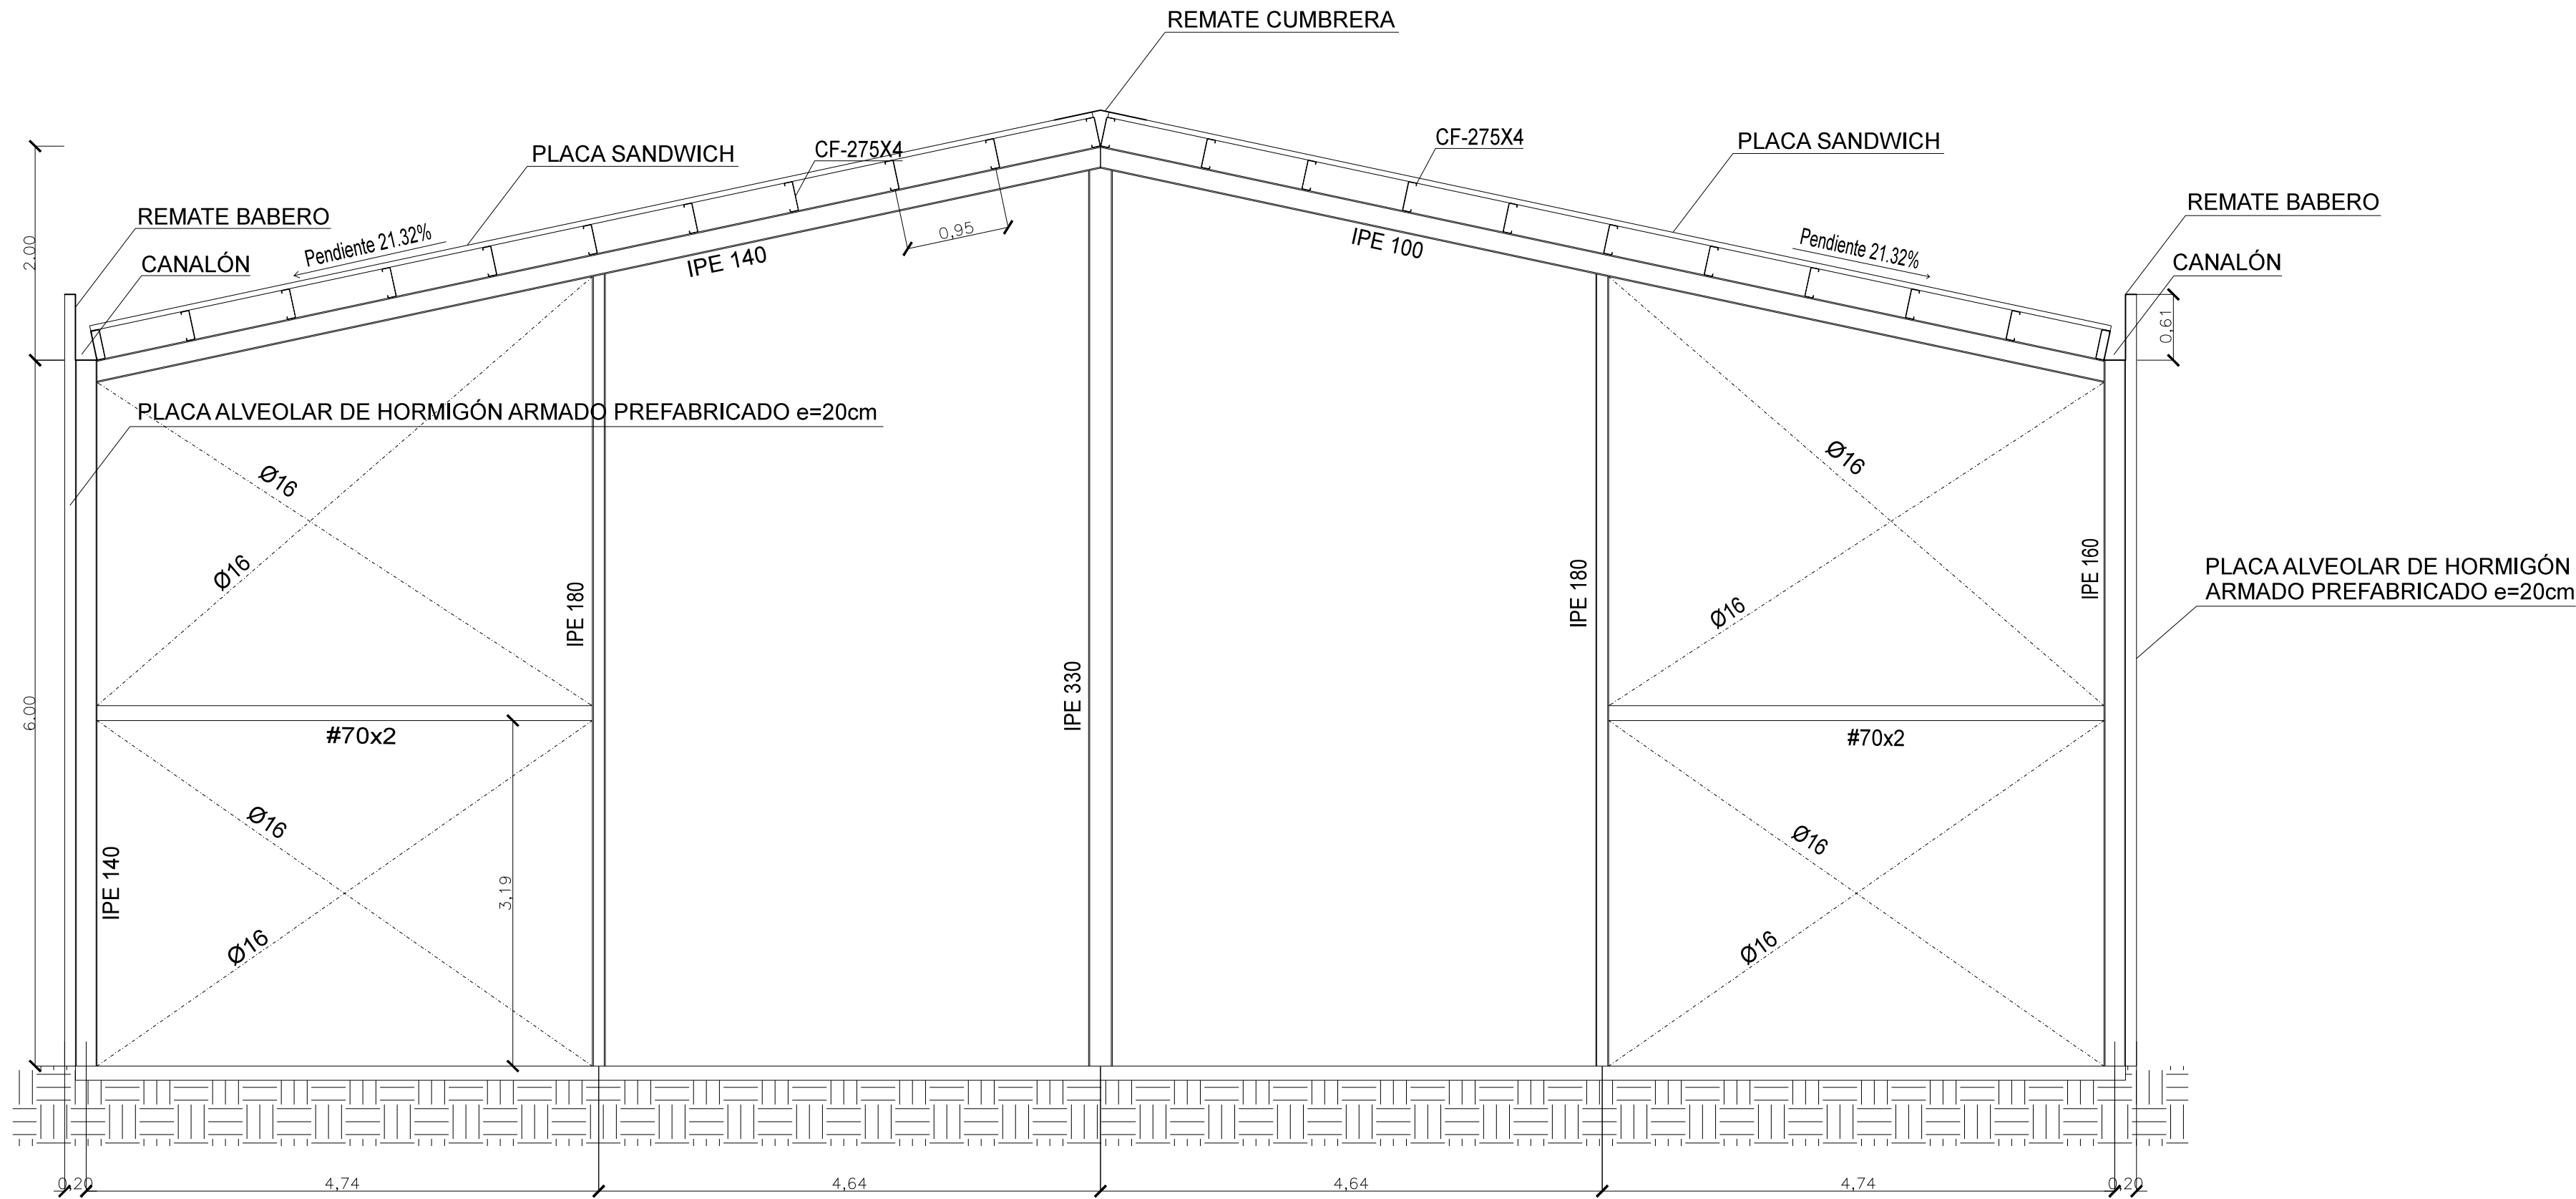 REMATE CUMBRERA
CF-275X4
CF-275X4
PLACA SANDWICH
PLACA SANDWICH
REMATE BABERO
REMATE BABERO
Pendiente 21.32%
0,95
IPE 140
IPE 100
Pendiente 21.32%
2.00
CANALÓN
CANALÓN
0,61
PLACA ALVEOLAR DE HORMIGÓN ARMADO PREFABRICADO e=20cm
Ø16
Ø16
Ø16
Ø16
IPE 180
IPE 180
IPE 160
PLACA ALVEOLAR DE HORMIGÓN
ARMADO PREFABRICADO e=20cm
IPE 330
6.00
#70x2
#70x2
Ø16
Ø16
IPE 140
3,19
Ø16
Ø16
0,20
4,74
4,64
4,64
4,74
0,20